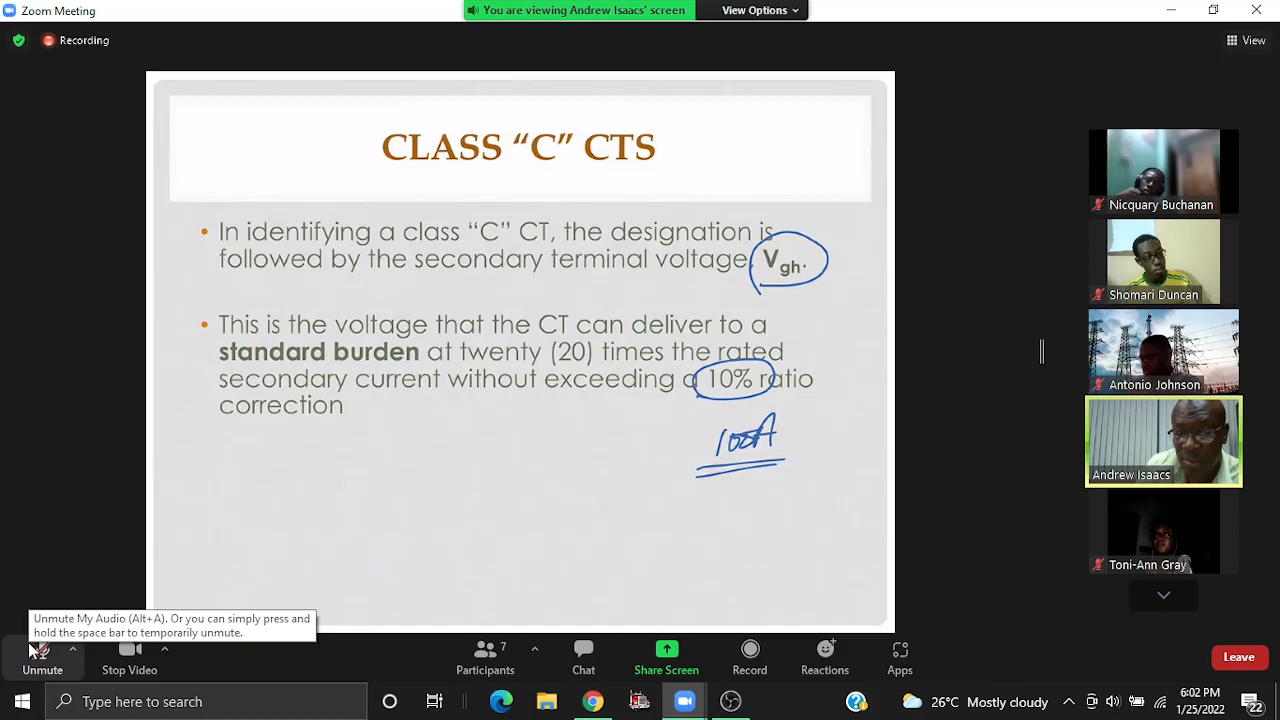 Zoom Meeting
You are viewing Andrew Isaacs' screen
View Options
Recording
View
CLASS “C” CTS
• In identifying a class “C” CT, the designation is
followed by the secondary terminal voltage, Vgh.
• This is the voltage that the CT can deliver to a
standard burden at twenty (20) times the rated
secondary current without exceeding a 10% ratio
correction
100A
Nicquary Buchanan
Shomari Duncan
Antonio Johnson
Andrew Isaacs
Toni-Ann Gray
Unmute My Audio (Alt+A). Or you can simply press and
hold the space bar to temporarily unmute.
Unmute
Stop Video
7
Participants
Chat
Share Screen
Record
Reactions
Apps
Leave
Type here to search
26°C Mostly cloudy
6:02 PM
1/25/2022
22